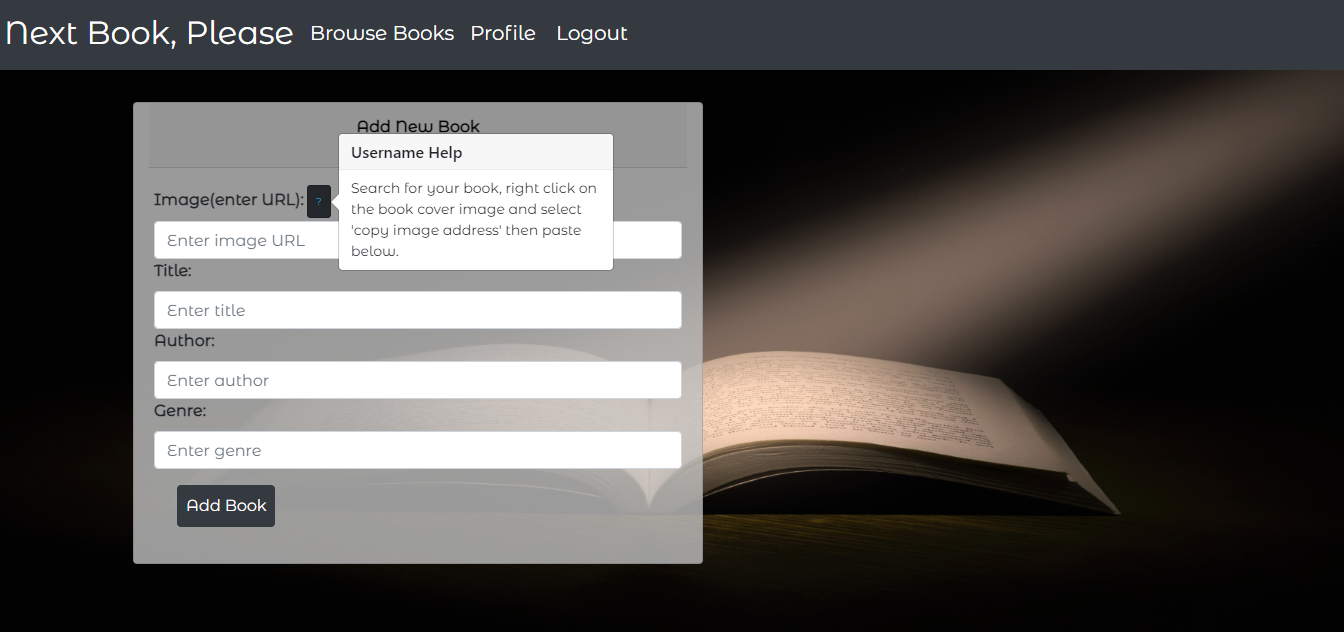 Next Book, Please Browse Books Profile Logout
Add New Book
Username Help
Image(enter URL): ?
Search for your book, right click on
the book cover image and select
'copy image address' then paste
below.
Enter image URL
Title:
Enter title
Author:
Enter author
Genre:
Enter genre
Add Book